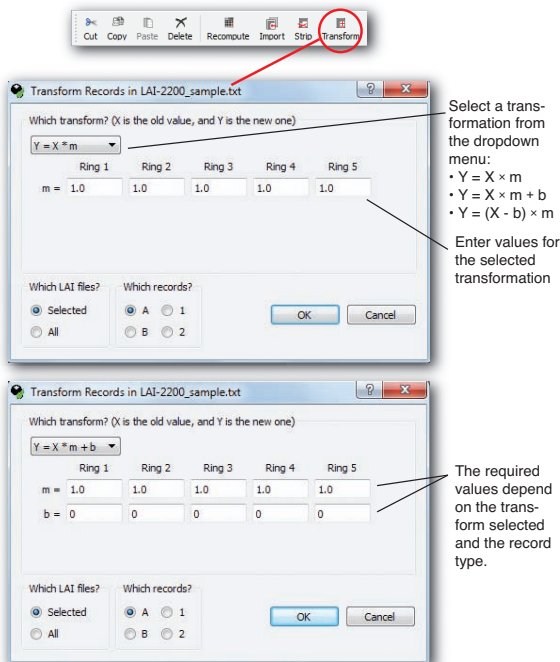 Cut Copy Paste Delete Recompute Import Strip Transform
Transform Records in LAI-2200_sample.txt
Which transform? (X is the old value, and Y is the new one)
Y = X * m
Ring 1 Ring 2 Ring 3 Ring 4 Ring 5
m = 1.0 1.0 1.0 1.0 1.0
Which LAI files? Which records?
Selected A 1
All B 2
OK Cancel
Select a trans-
formation from
the dropdown
menu:
• Y = X × m
• Y = X × m + b
• Y = (X - b) × m
Enter values for
the selected
transformation
Transform Records in LAI-2200_sample.txt
Which transform? (X is the old value, and Y is the new one)
Y = X * m + b
Ring 1 Ring 2 Ring 3 Ring 4 Ring 5
m = 1.0 1.0 1.0 1.0 1.0
b = 0 0 0 0 0
Which LAI files? Which records?
Selected A 1
All B 2
OK Cancel
The required
values depend
on the trans-
form selected
and the record
type.